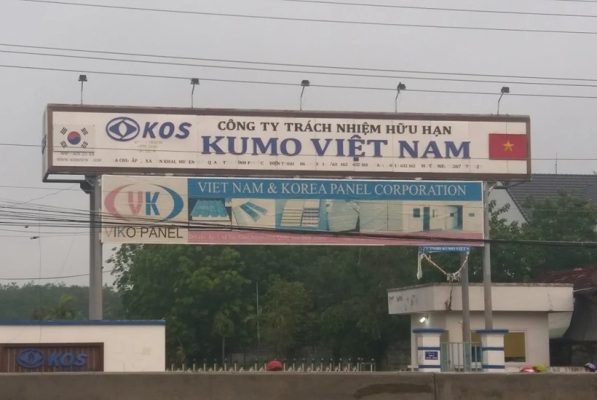 KOS
CÔNG TY TRÁCH NHIỆM HỮU HẠN
KUMO VIỆT NAM
VK
VIKO PANEL
VIET NAM & KOREA PANEL CORPORATION
KOS